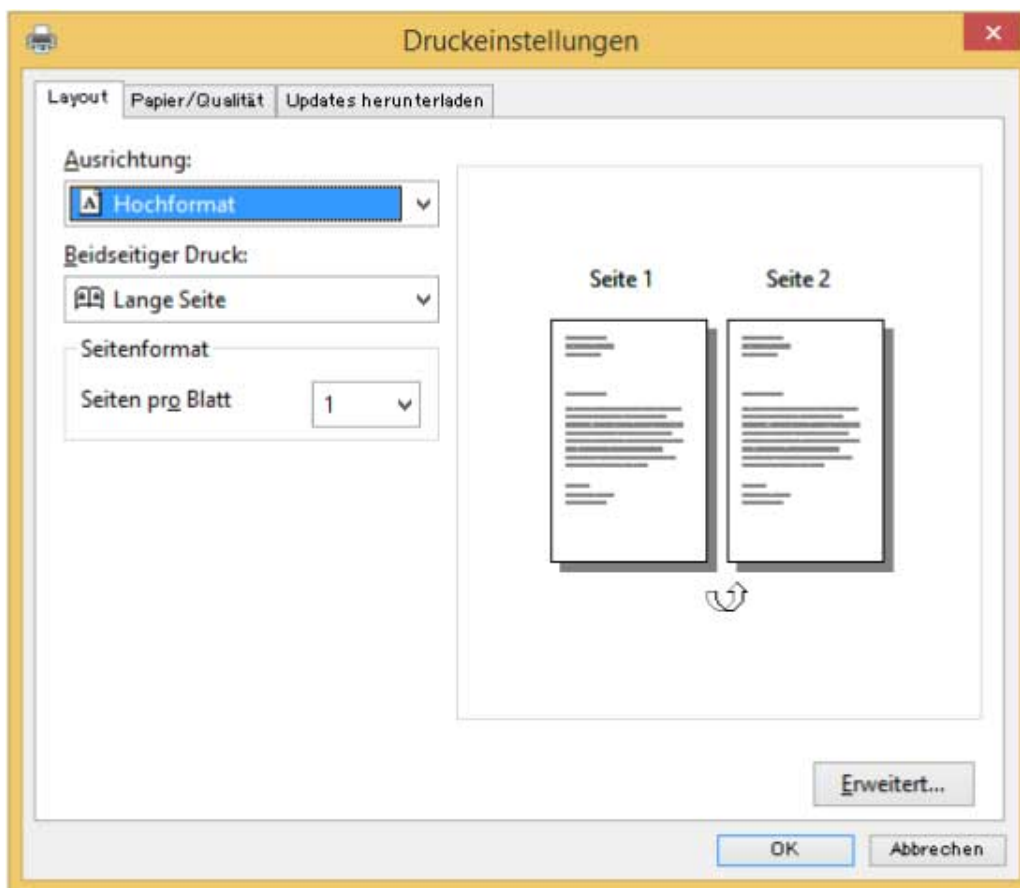 Druckeinstellungen
Layout Papier/Qualität Updates herunterladen
Ausrichtung:
Hochformat
Beidseitiger Druck:
Lange Seite
Seitenformat
Seiten pro Blatt 1
Seite 1 Seite 2
Erweitert...
OK Abbrechen